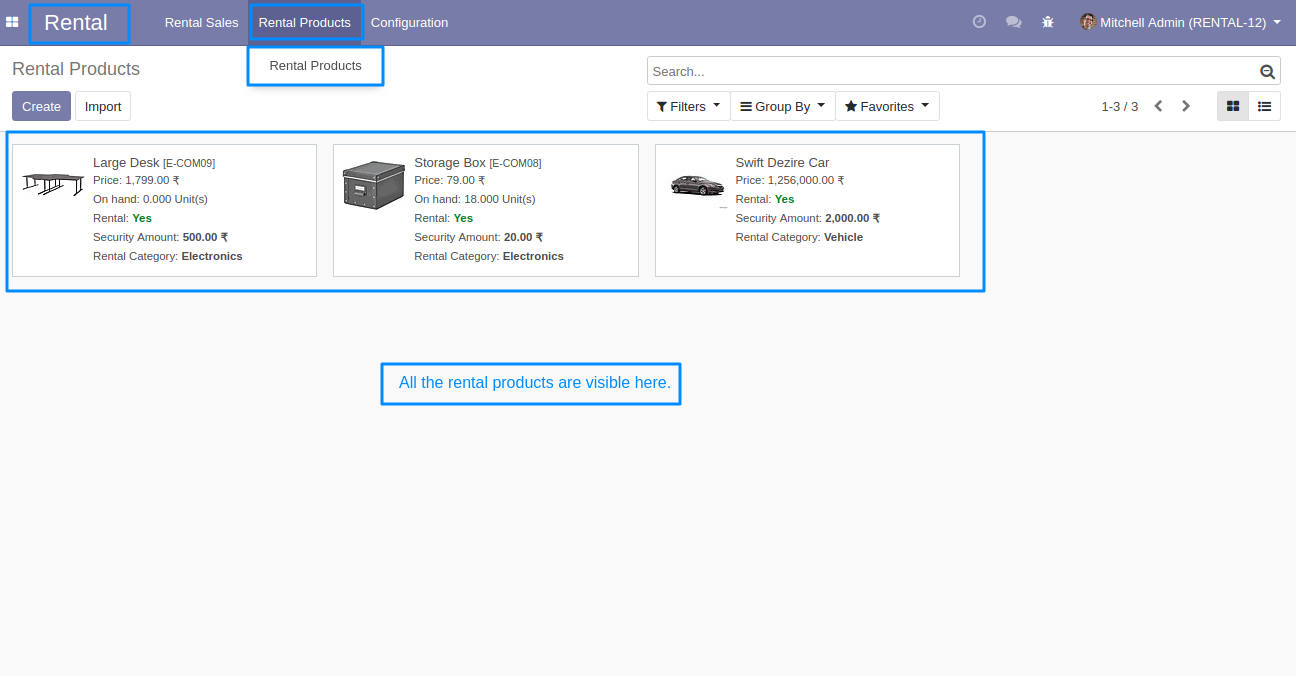 Rental
Rental Sales
Rental Products
Configuration
Mitchell Admin (RENTAL-12)
Rental Products
Rental Products
Search...
Create
Import
Filters
Group By
Favorites
1-3 / 3
Large Desk [E-COM09]
Price: 1,799.00 ₹
On hand: 0.000 Unit(s)
Rental: Yes
Security Amount: 500.00 ₹
Rental Category: Electronics
Storage Box [E-COM08]
Price: 79.00 ₹
On hand: 18.000 Unit(s)
Rental: Yes
Security Amount: 20.00 ₹
Rental Category: Electronics
Swift Dezire Car
Price: 1,256,000.00 ₹
Rental: Yes
Security Amount: 2,000.00 ₹
Rental Category: Vehicle
All the rental products are visible here.